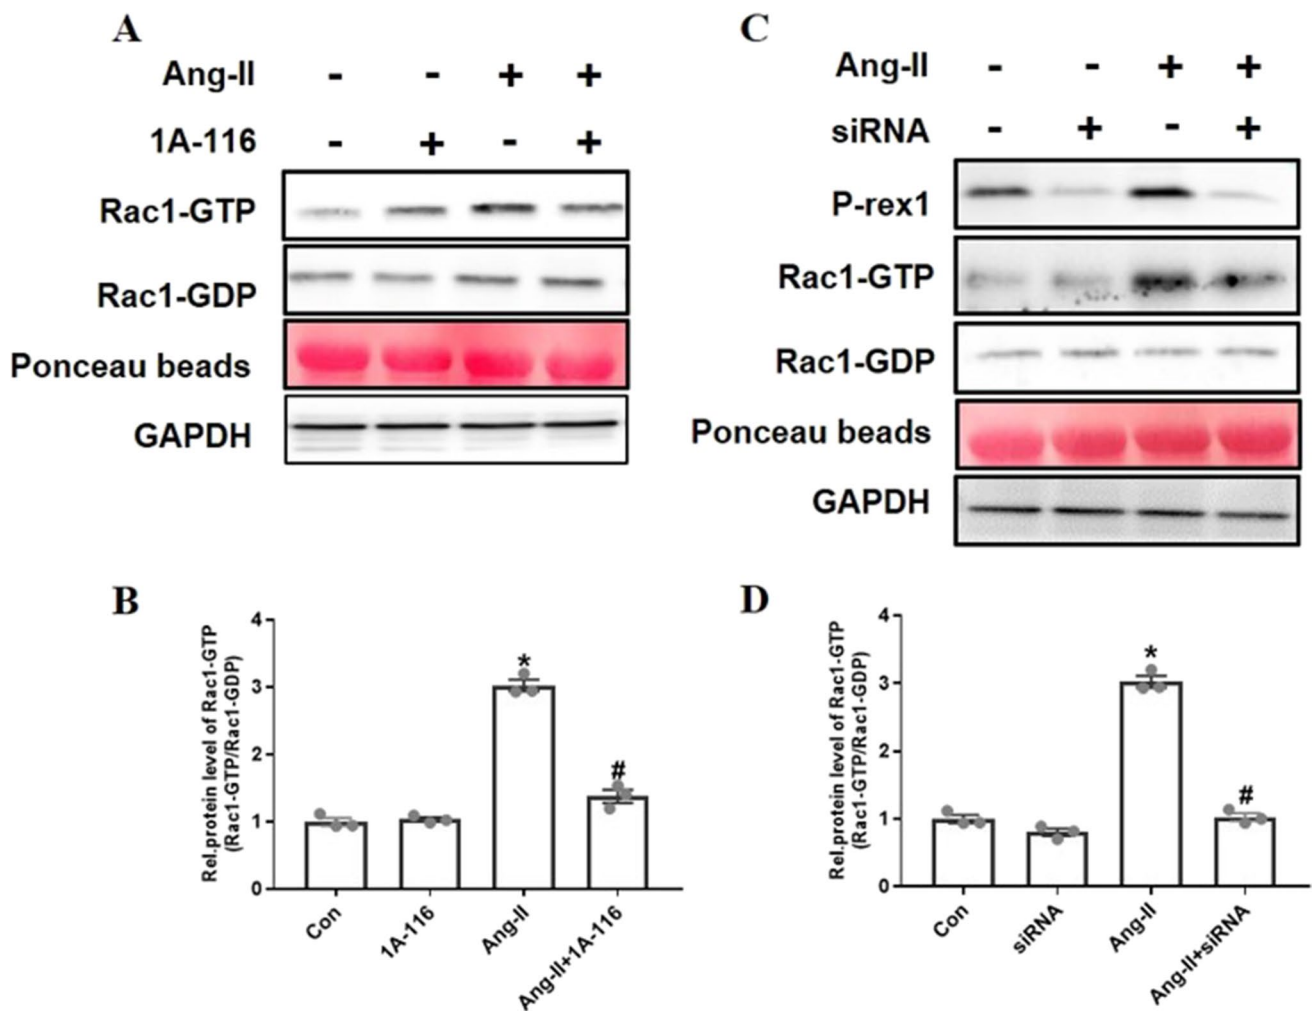 A
Ang-II - - + +
1A-116 - + - +
Rac1-GTP
Rac1-GDP
Ponceau beads
GAPDH
C
Ang-II - - + +
siRNA - + - +
P-rex1
Rac1-GTP
Rac1-GDP
Ponceau beads
GAPDH
B
Rel.protein level of Rac1-GTP
(Rac1-GTP/Rac1-GDP)
4
3
2
1
0
*
#
Con
1A-116
Ang-II
Ang-II+1A-116
D
Rel.protein level of Rac1-GTP
(Rac1-GTP/Rac1-GDP)
4
3
2
1
0
*
#
Con
siRNA
Ang-II
Ang-II+siRNA